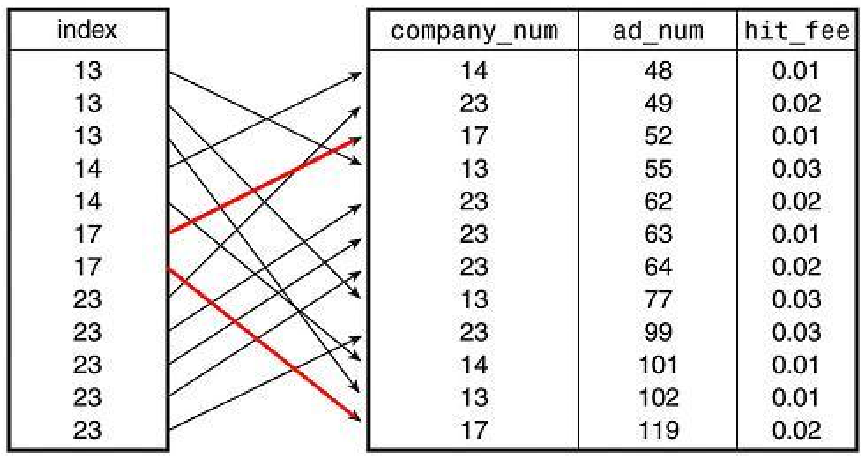 index company_num ad_num hit_fee
13 14 48 0.01
13 23 49 0.02
13 17 52 0.01
14 13 55 0.03
14 23 62 0.02
17 23 63 0.01
17 23 64 0.02
23 13 77 0.03
23 23 99 0.03
23 14 101 0.01
23 13 102 0.01
23 17 119 0.02